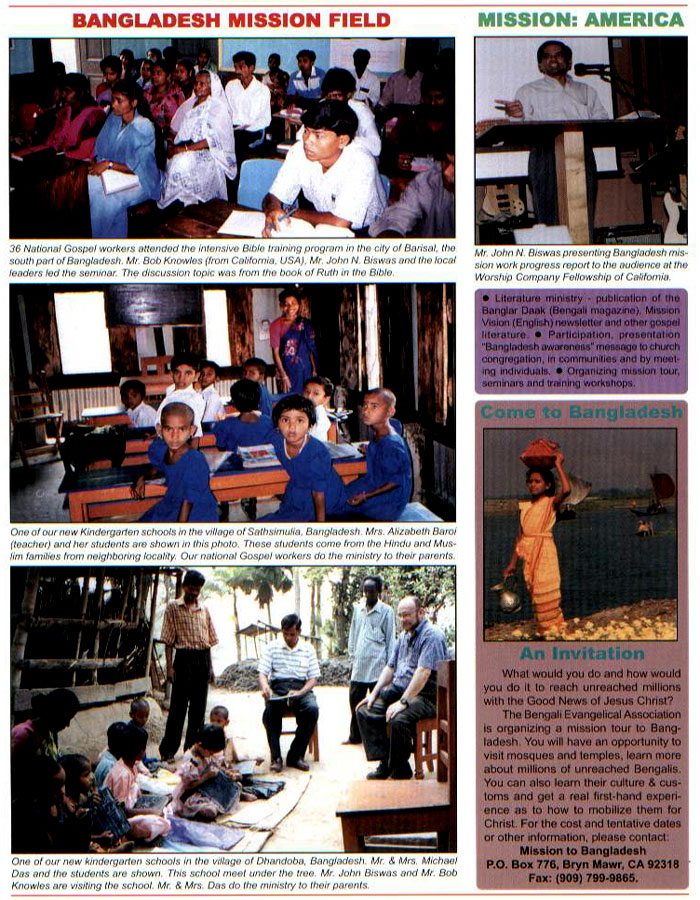 BANGLADESH MISSION FIELD
36 National Gospel workers attended the intensive Bible training program in the city of Barisal, the
south part of Bangladesh. Mr. Bob Knowles (from California, USA), Mr. John N. Biswas and the local
leaders led the seminar. The discussion topic was from the book of Ruth in the Bible.
One of our new Kindergarten schools in the village of Sathsimulia, Bangladesh. Mrs. Alizabeth Baroi
(teacher) and her students are shown in this photo. These students come from the Hindu and Mus-
lim families from neighboring locality. Our national Gospel workers do the ministry to their parents.
One of our new kindergarten schools in the village of Dhandoba, Bangladesh. Mr. & Mrs. Michael
Das and the students are shown. This school meet under the tree. Mr. John Biswas and Mr. Bob
Knowles are visiting the school. Mr. & Mrs. Das do the ministry to their parents.
MISSION: AMERICA
Mr. John N. Biswas presenting Bangladesh mis-
sion work progress report to the audience at the
Worship Company Fellowship of California.
● Literature ministry - publication of the
Banglar Daak (Bengali magazine), Mission
Vision (English) newsletter and other gospel
literature. ● Participation, presentation
"Bangladesh awareness" message to church
congregation, in communities and by meet-
ing individuals. ● Organizing mission tour,
seminars and training workshops.
Come to Bangladesh
An Invitation
What would you do and how would
you do it to reach unreached millions
with the Good News of Jesus Christ?
The Bengali Evangelical Association
is organizing a mission tour to Bang-
ladesh. You will have an opportunity to
visit mosques and temples, learn more
about millions of unreached Bengalis.
You can also learn their culture & cus-
toms and get a real first-hand experi-
ence as to how to mobilize them for
Christ. For the cost and tentative dates
or other information, please contact:
Mission to Bangladesh
P.O. Box 776, Bryn Mawr, CA 92318
Fax: (909) 799-9865.